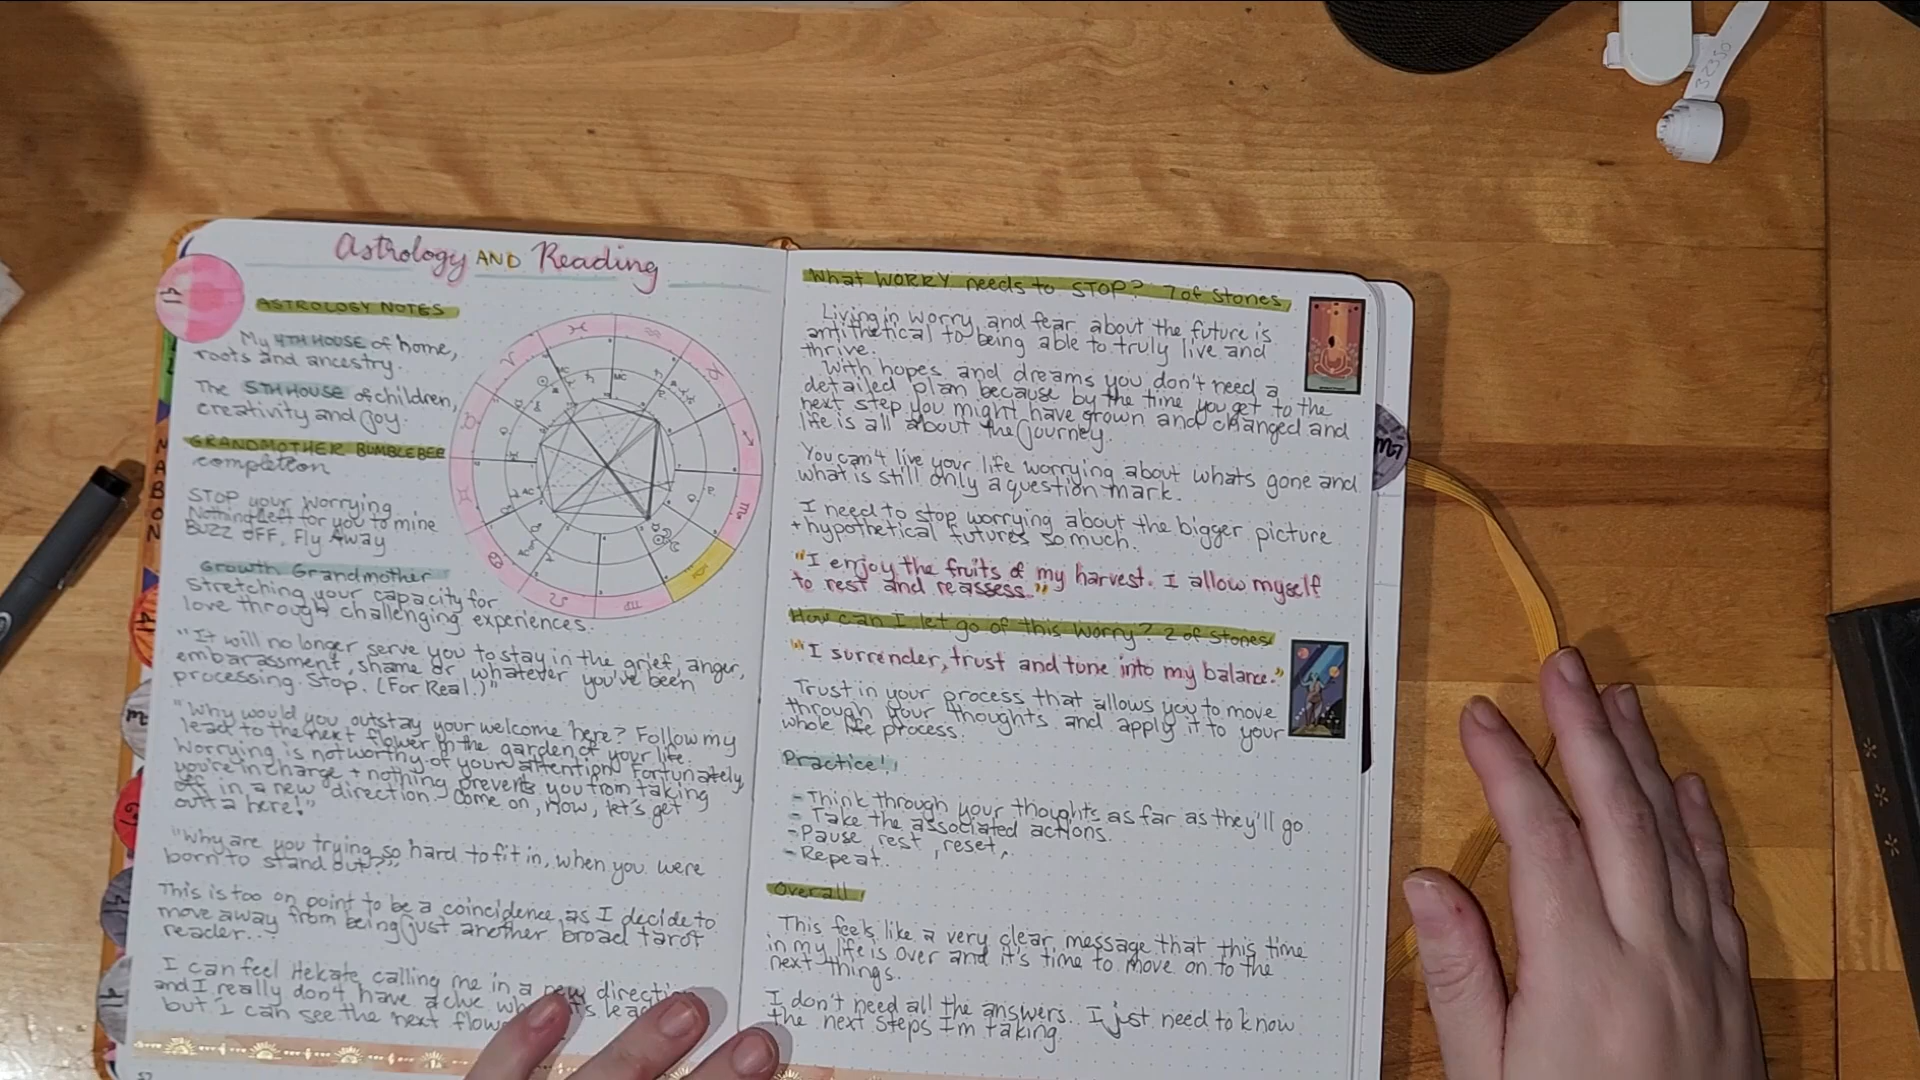 Astrology AND Reading
ASTROLOGY NOTES
My 4TH HOUSE of home,
roots and ancestry.
The 5TH HOUSE of children,
creativity and joy.
GRANDMOTHER BUMBLEBEE
completion
STOP your worrying
Nothing left for you to mine
BUZZ OFF, Fly Away
Growth Grandmother
Stretching your capacity for
love through challenging experiences.
"It will no longer serve you to stay in the grief, anger,
embarassment, shame or, whatever you've been
processing. Stop. (For Real.)"
"Why would you outstay your welcome here? Follow my
lead to the next flower in the garden of your life.
Worrying is not worthy of your attention. Fortunately,
you're in charge + nothing prevents you from taking
off in a new direction. Come on, now, let's get
outta here!"
"Why are you trying so hard to fit in, when you were
born to stand out?"
This is too on point to be a coincidence, as I decide to
move away from being just another broad tarot
reader...
I can feel Hekate calling me in a new
and I really don't have a clue
but I can see the next
57
What WORRY needs to STOP? 7 of Stones
Living in worry and fear about the future is
antithetical to being able to truly live and
thrive.
With hopes and dreams you don't need a
detailed plan because by the time you get to the
next step you might have grown and changed and
life is all about the journey.
You can't live your life worrying about whats gone and
what is still only a question mark.
I need to stop worrying about the bigger picture
+ hypothetical futures so much.
"I enjoy the fruits of my harvest. I allow myself
to rest and reassess."
How can I let go of this worry? 2 of Stones
"I surrender, trust and tune into my balance."
Trust in your process that allows you to move
through your thoughts and apply it to your
whole life process.
Practice!
- Think through your thoughts as far as they'll go
- Take the associated actions.
- Pause, rest, reset,
- Repeat.
Overall
This feels like a very clear message that this time
in my life is over and it's time to move on to the
next things.
I don't need all the answers. I just need to know
the next steps I'm taking.
MABON
MC
AC
32350